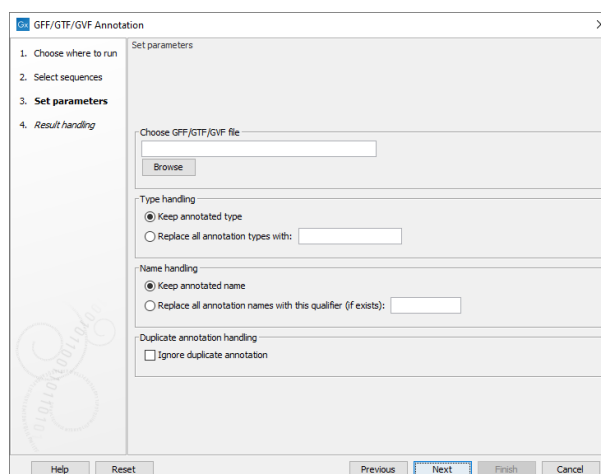 Gx GFF/GTF/GVF Annotation
1. Choose where to run
2. Select sequences
3. Set parameters
4. Result handling
Set parameters
Choose GFF/GTF/GVF file
Browse
Type handling
Keep annotated type
Replace all annotation types with:
Name handling
Keep annotated name
Replace all annotation names with this qualifier (if exists):
Duplicate annotation handling
Ignore duplicate annotation
Help Reset Previous Next Finish Cancel